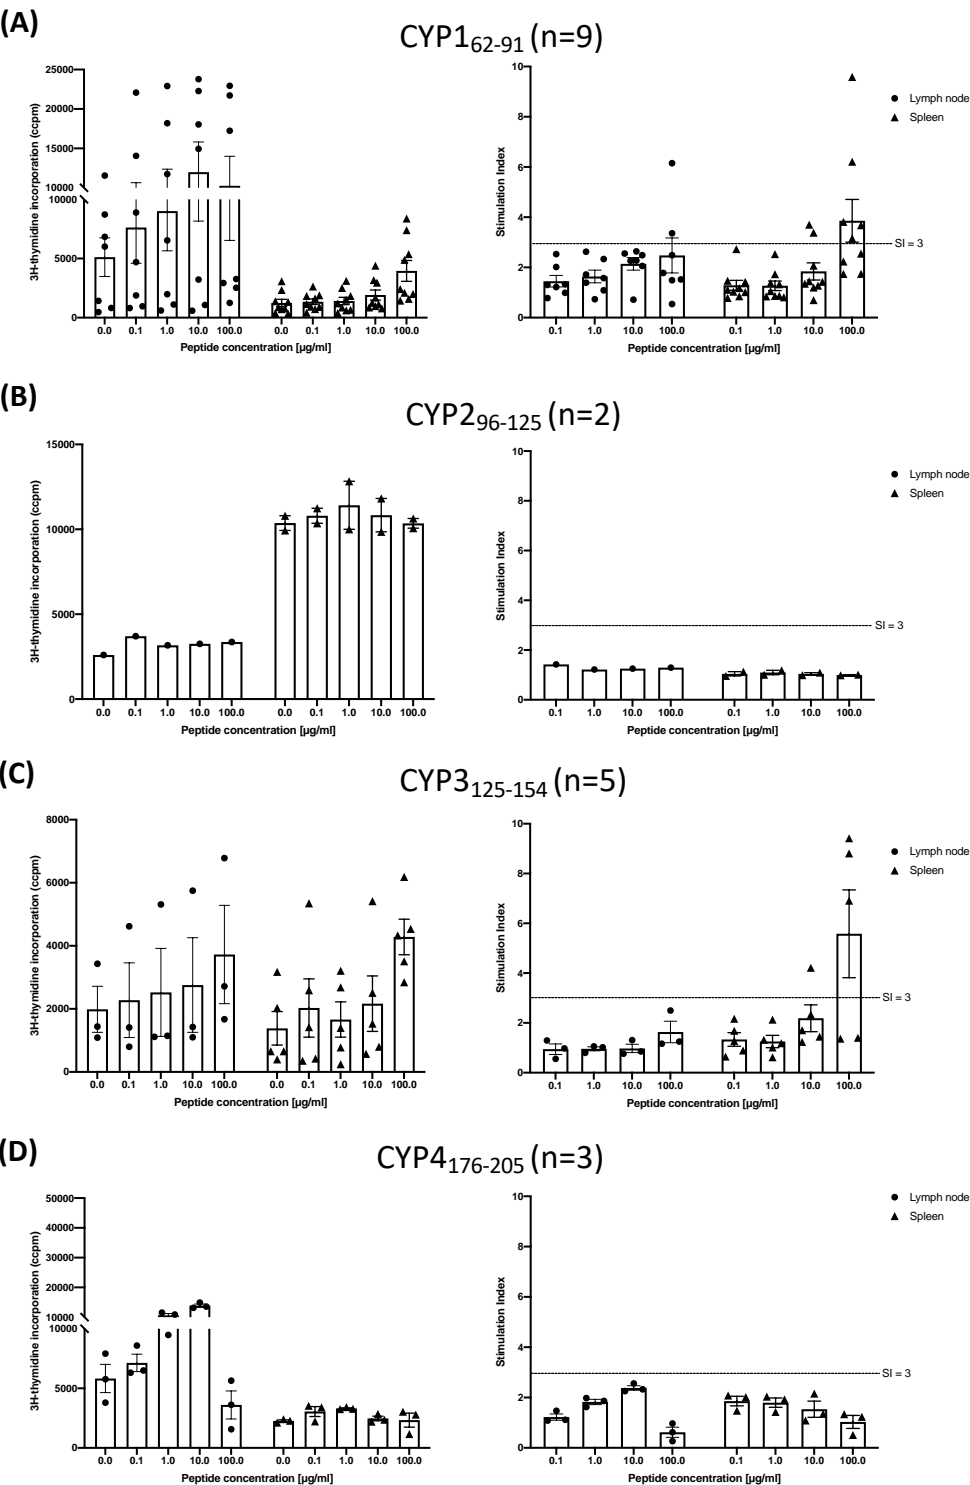 (A)
CYP1₆₂₋₉₁ (n=9)
3H-thymidine incorporation (ccpm)
25000
20000
15000
10000
10000
5000
0
0.0 0.1 1.0 10.0 100.0 0.0 0.1 1.0 10.0 100.0
Peptide concentration [µg/ml]
Stimulation Index
10
8
6
4
2
0
SI = 3
0.1 1.0 10.0 100.0 0.1 1.0 10.0 100.0
Peptide concentration [µg/ml]
Lymph node
Spleen
(B)
CYP2₉₆₋₁₂₅ (n=2)
3H-thymidine incorporation (ccpm)
15000
10000
5000
0
0.0 0.1 1.0 10.0 100.0 0.0 0.1 1.0 10.0 100.0
Peptide concentration [µg/ml]
Stimulation Index
10
8
6
4
2
0
SI = 3
0.1 1.0 10.0 100.0 0.1 1.0 10.0 100.0
Peptide concentration [µg/ml]
Lymph node
Spleen
(C)
CYP3₁₂₅₋₁₅₄ (n=5)
3H-thymidine incorporation (ccpm)
8000
6000
4000
2000
0
0.0 0.1 1.0 10.0 100.0 0.0 0.1 1.0 10.0 100.0
Peptide concentration [µg/ml]
Stimulation Index
10
8
6
4
2
0
SI = 3
0.1 1.0 10.0 100.0 0.1 1.0 10.0 100.0
Peptide concentration [µg/ml]
Lymph node
Spleen
(D)
CYP4₁₇₆₋₂₀₅ (n=3)
3H-thymidine incorporation (ccpm)
50000
40000
30000
20000
10000
10000
5000
0
0.0 0.1 1.0 10.0 100.0 0.0 0.1 1.0 10.0 100.0
Peptide concentration [µg/ml]
Stimulation Index
10
8
6
4
2
0
SI = 3
0.1 1.0 10.0 100.0 0.1 1.0 10.0 100.0
Peptide concentration [µg/ml]
Lymph node
Spleen